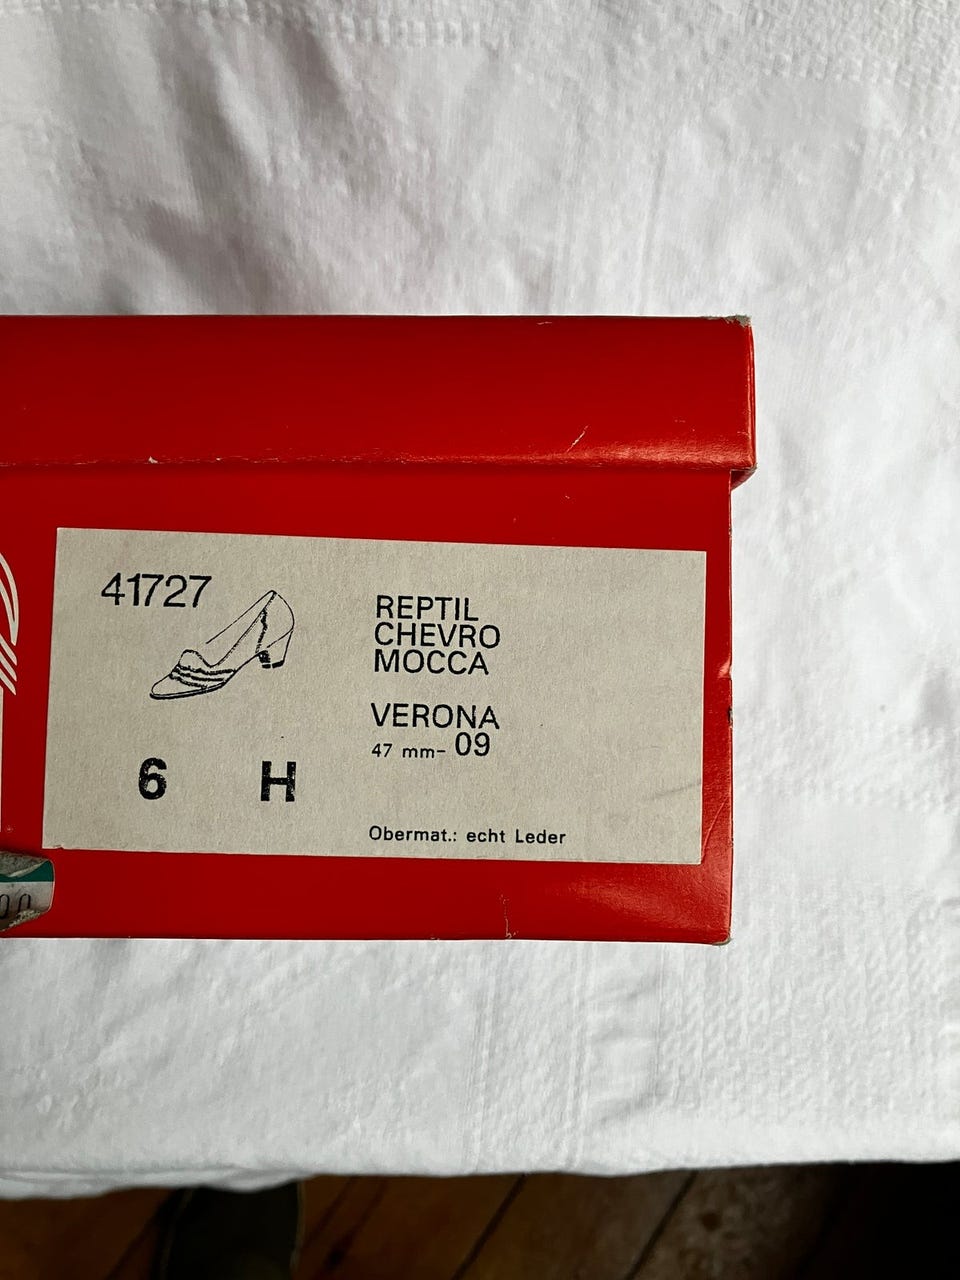 41727
REPTIL
CHEVRO
MOCCA
VERONA
47 mm- 09
6 H
Obermat.: echt Leder